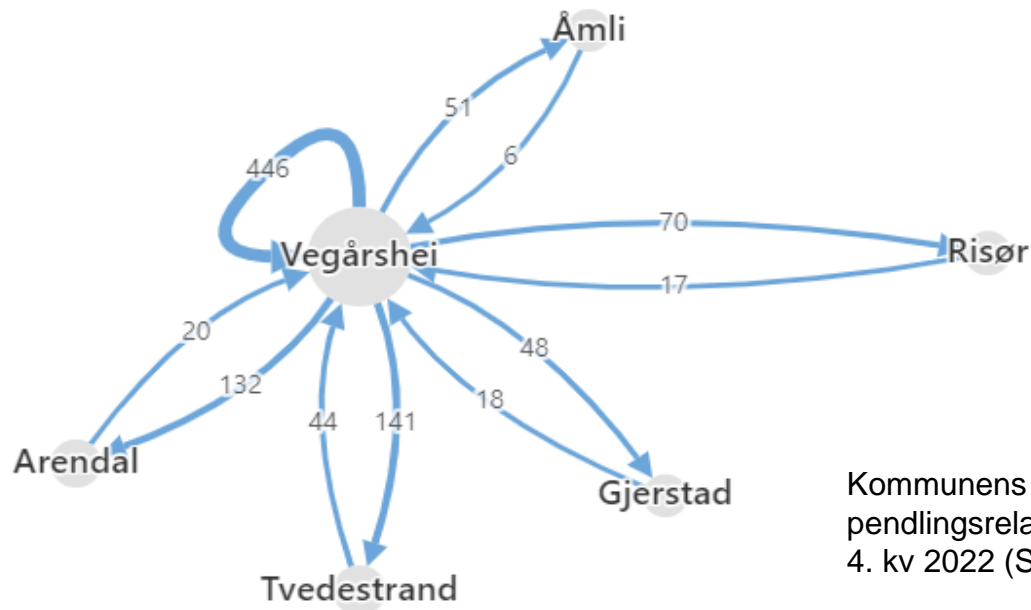 Åmli
51
6
446
70
Vegårshei
Risør
17
20
48
132
18
44
141
Arendal
Gjerstad
Kommunens
4. kv 2022
Tvedestrand